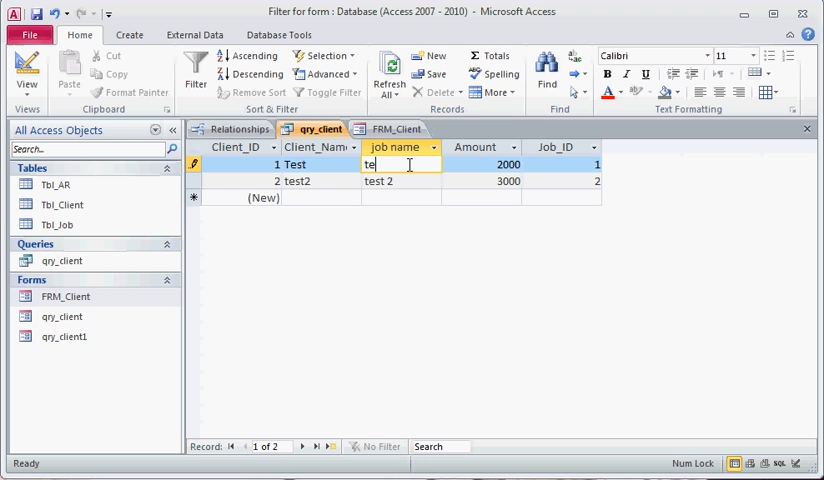 Filter for form : Database (Access 2007 - 2010) - Microsoft Access
File Home Create External Data Database Tools
View
Views
Paste
Cut
Copy
Format Painter
Clipboard
Filter
Ascending
Descending
Remove Sort
Selection
Advanced
Toggle Filter
Sort & Filter
Refresh
All
New
Save
Delete
Totals
Spelling
More
Records
Find
Find
Calibri 11
B I U
A
Text Formatting
All Access Objects
Search...
Tables
Tbl_AR
Tbl_Client
Tbl_Job
Queries
qry_client
Forms
FRM_Client
qry_client
qry_client1
Relationships qry_client FRM_Client
Client_ID Client_Name job name Amount Job_ID
1 Test te 2000 1
2 test2 test 2 3000 2
(New)
Record: 1 of 2 No Filter Search
Ready Num Lock SQL